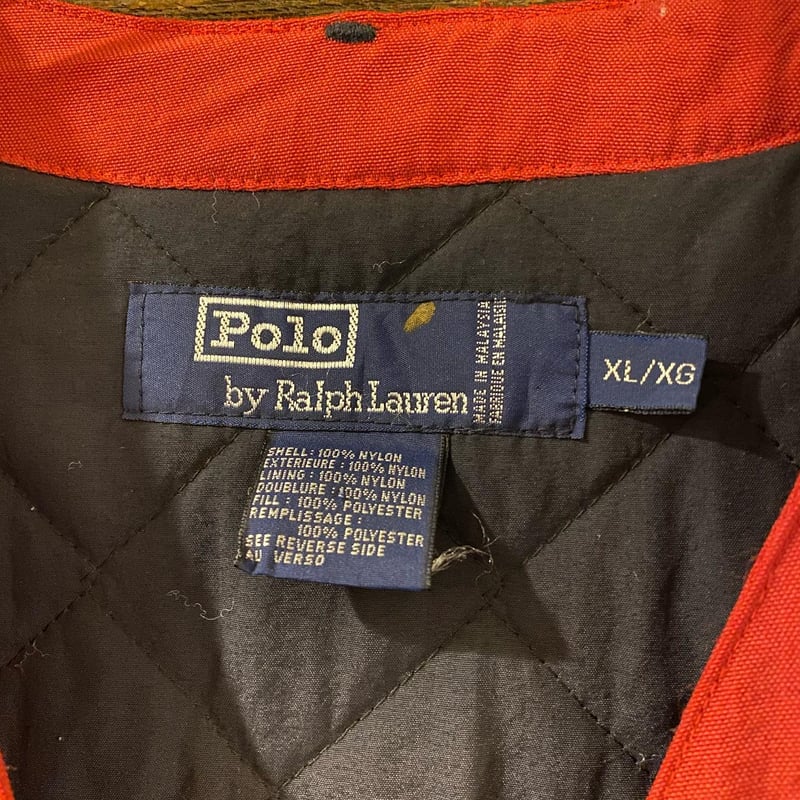 Polo
by Ralph Lauren
MADE IN MALAYSIA
FABRIQUE EN MALAISIE
XL/XG
SHELL: 100% NYLON
EXTERIEURE: 100% NYLON
LINING: 100% NYLON
DOUBLURE: 100% NYLON
FILL: 100% POLYESTER
REMPLISSAGE:
100% POLYESTER
SEE REVERSE SIDE
AU VERSO